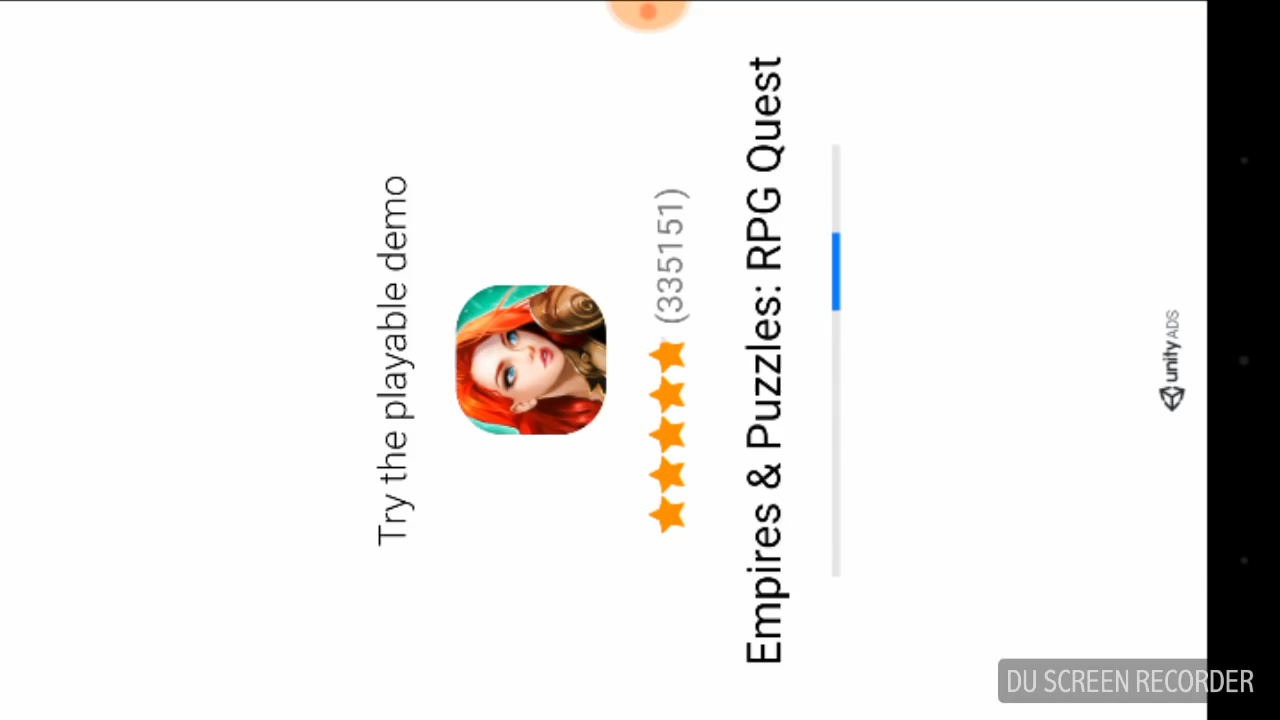 Try the playable demo
(335151)
Empires & Puzzles: RPG Quest
unity ADS
DU SCREEN RECORDER